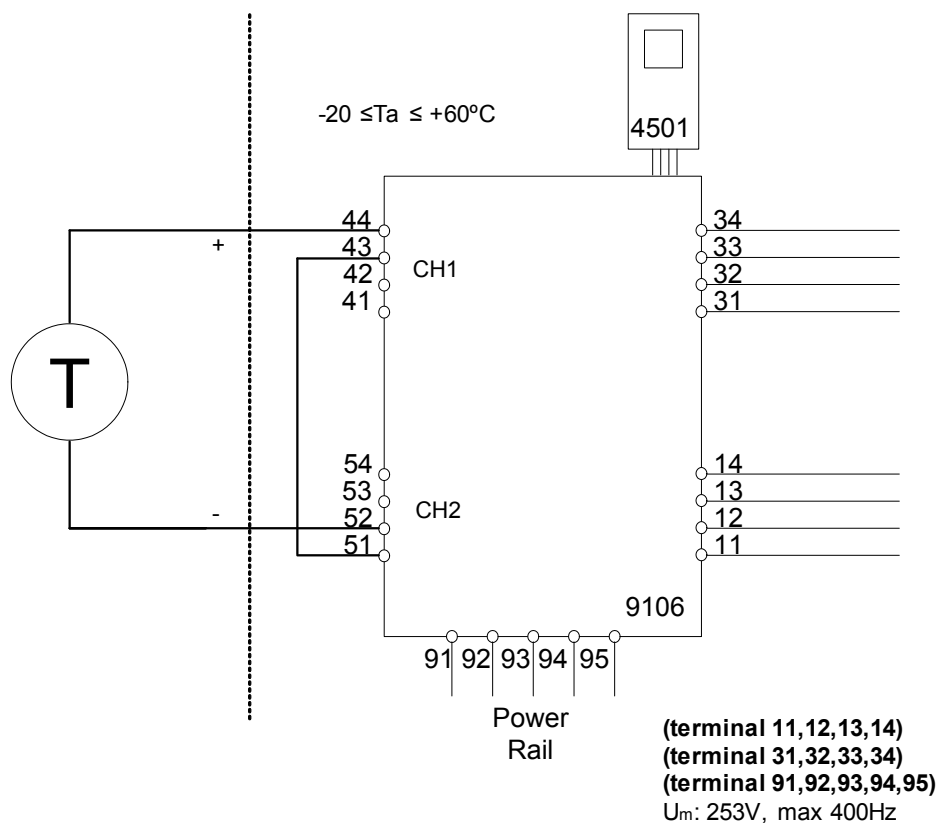 -20 ≤Ta ≤ +60ºC
4501
44
43
42
41
CH1
+
-
T
54
53
52
51
CH2
34
33
32
31
14
13
12
11
9106
91 92 93 94 95
Power
Rail
(terminal 11,12,13,14)
(terminal 31,32,33,34)
(terminal 91,92,93,94,95)
Um: 253V, max 400Hz